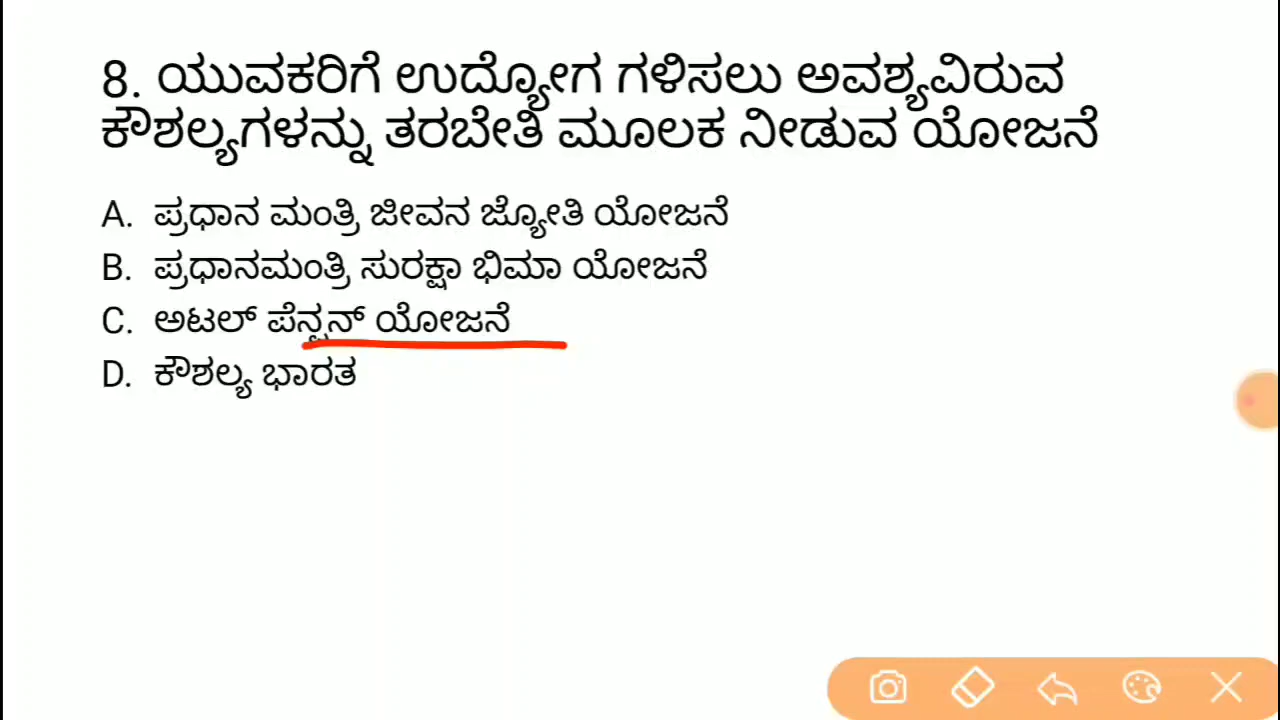 8. ಯುವಕರಿಗೆ ಉದ್ಯೋಗ ಗಳಿಸಲು ಅವಶ್ಯವಿರುವ
ಕೌಶಲ್ಯಗಳನ್ನು ತರಬೇತಿ ಮೂಲಕ ನೀಡುವ ಯೋಜನೆ
A. ಪ್ರಧಾನ ಮಂತ್ರಿ ಜೀವನ ಜ್ಯೋತಿ ಯೋಜನೆ
B. ಪ್ರಧಾನಮಂತ್ರಿ ಸುರಕ್ಷಾ ಭಿಮಾ ಯೋಜನೆ
C. ಅಟಲ್ ಪೆನ್ಷನ್ ಯೋಜನೆ
D. ಕೌಶಲ್ಯ ಭಾರತ